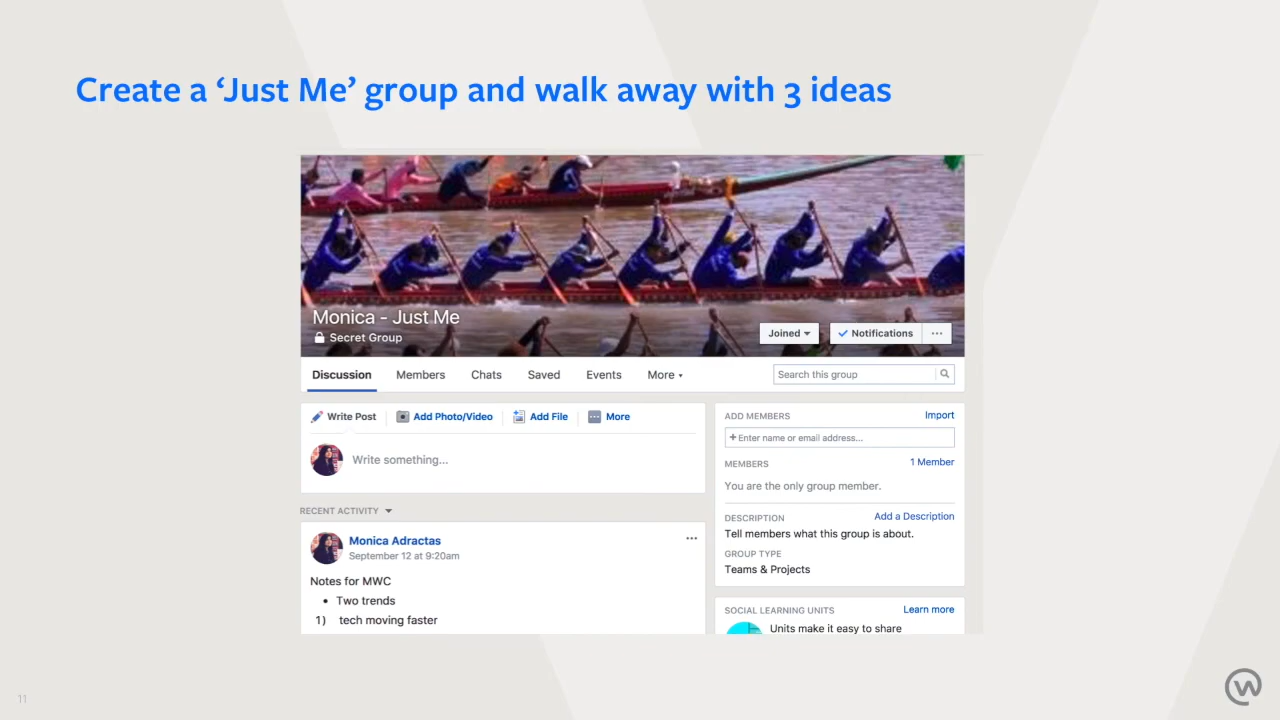 Create a ‘Just Me’ group and walk away with 3 ideas
Monica - Just Me
Secret Group
Joined
Notifications
Discussion
Members
Chats
Saved
Events
More
Search this group
Write Post
Add Photo/Video
Add File
More
Write something...
RECENT ACTIVITY
Monica Adractas
September 12 at 9:20am
Notes for MWC
• Two trends
1) tech moving faster
ADD MEMBERS
Import
+ Enter name or email address...
MEMBERS
1 Member
You are the only group member.
DESCRIPTION
Add a Description
Tell members what this group is about.
GROUP TYPE
Teams & Projects
SOCIAL LEARNING UNITS
Learn more
Units make it easy to share
11